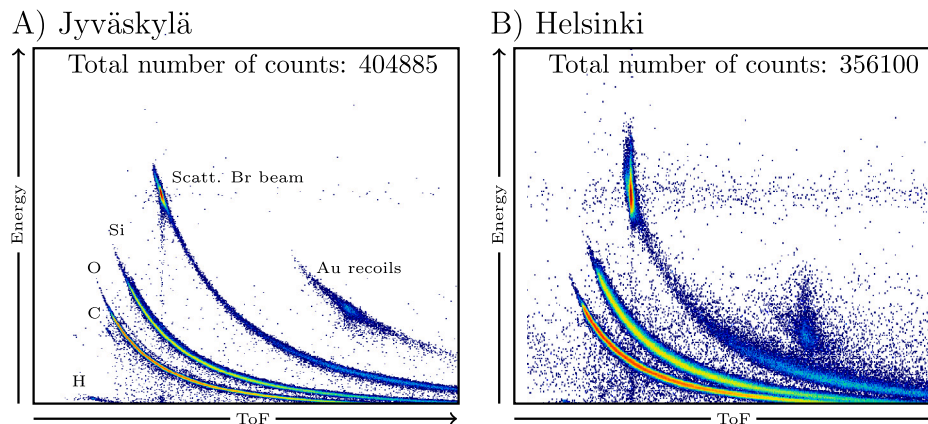 A) Jyväskylä
Total number of counts: 404885
Scatt. Br beam
Si
O
Au recoils
C
H
Energy
ToF
B) Helsinki
Total number of counts: 356100
Energy
ToF